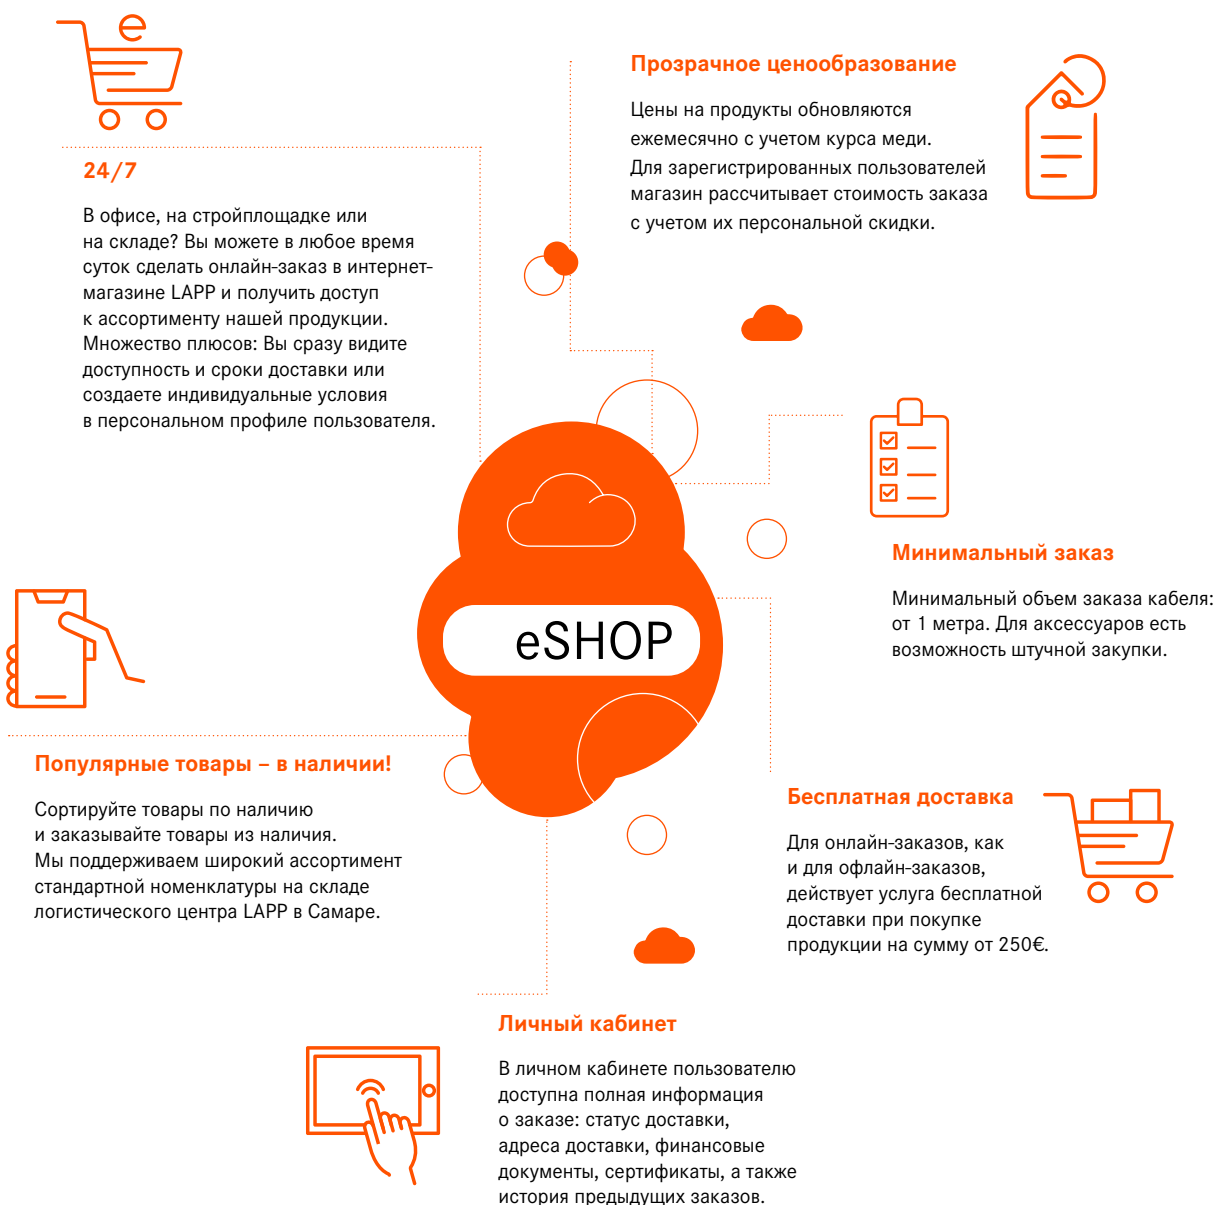 24/7
В офисе, на стройплощадке или
на складе? Вы можете в любое время
суток сделать онлайн-заказ в интернет-
магазине LAPP и получить доступ
к ассортименту нашей продукции.
Множество плюсов: Вы сразу видите
доступность и сроки доставки или
создаете индивидуальные условия
в персональном профиле пользователя.
Прозрачное ценообразование
Цены на продукты обновляются
ежемесячно с учетом курса меди.
Для зарегистрированных пользователей
магазин рассчитывает стоимость заказа
с учетом их персональной скидки.
Минимальный заказ
Минимальный объем заказа кабеля:
от 1 метра. Для аксессуаров есть
возможность штучной закупки.
eSHOP
Популярные товары – в наличии!
Сортируйте товары по наличию
и заказывайте товары из наличия.
Мы поддерживаем широкий ассортимент
стандартной номенклатуры на складе
логистического центра LAPP в Самаре.
Бесплатная доставка
Для онлайн-заказов, как
и для офлайн-заказов,
действует услуга бесплатной
доставки при покупке
продукции на сумму от 250€.
Личный кабинет
В личном кабинете пользователю
доступна полная информация
о заказе: статус доставки,
адреса доставки, финансовые
документы, сертификаты, а также
история предыдущих заказов.